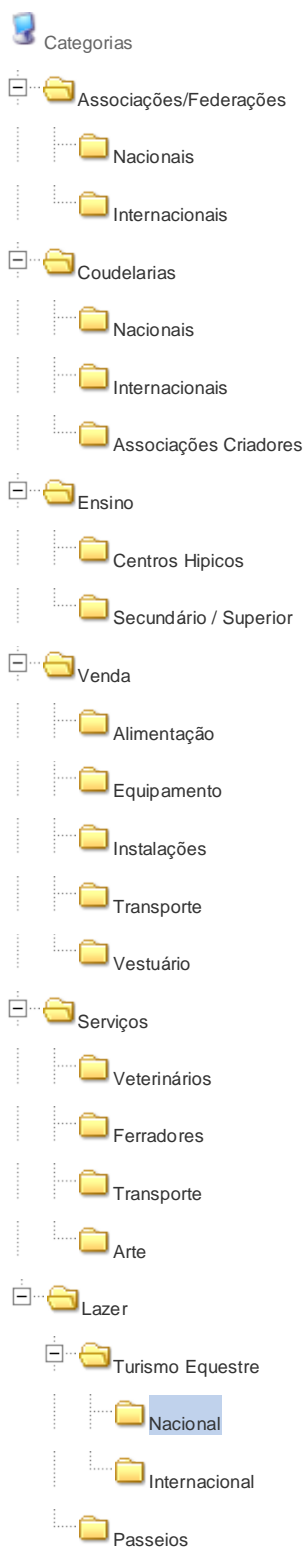 Categorias
Associações/Federações
Nacionais
Internacionais
Coudelarias
Nacionais
Internacionais
Associações Criadores
Ensino
Centros Hipicos
Secundário / Superior
Venda
Alimentação
Equipamento
Instalações
Transporte
Vestuário
Serviços
Veterinários
Ferradores
Transporte
Arte
Lazer
Turismo Equestre
Nacional
Internacional
Passeios